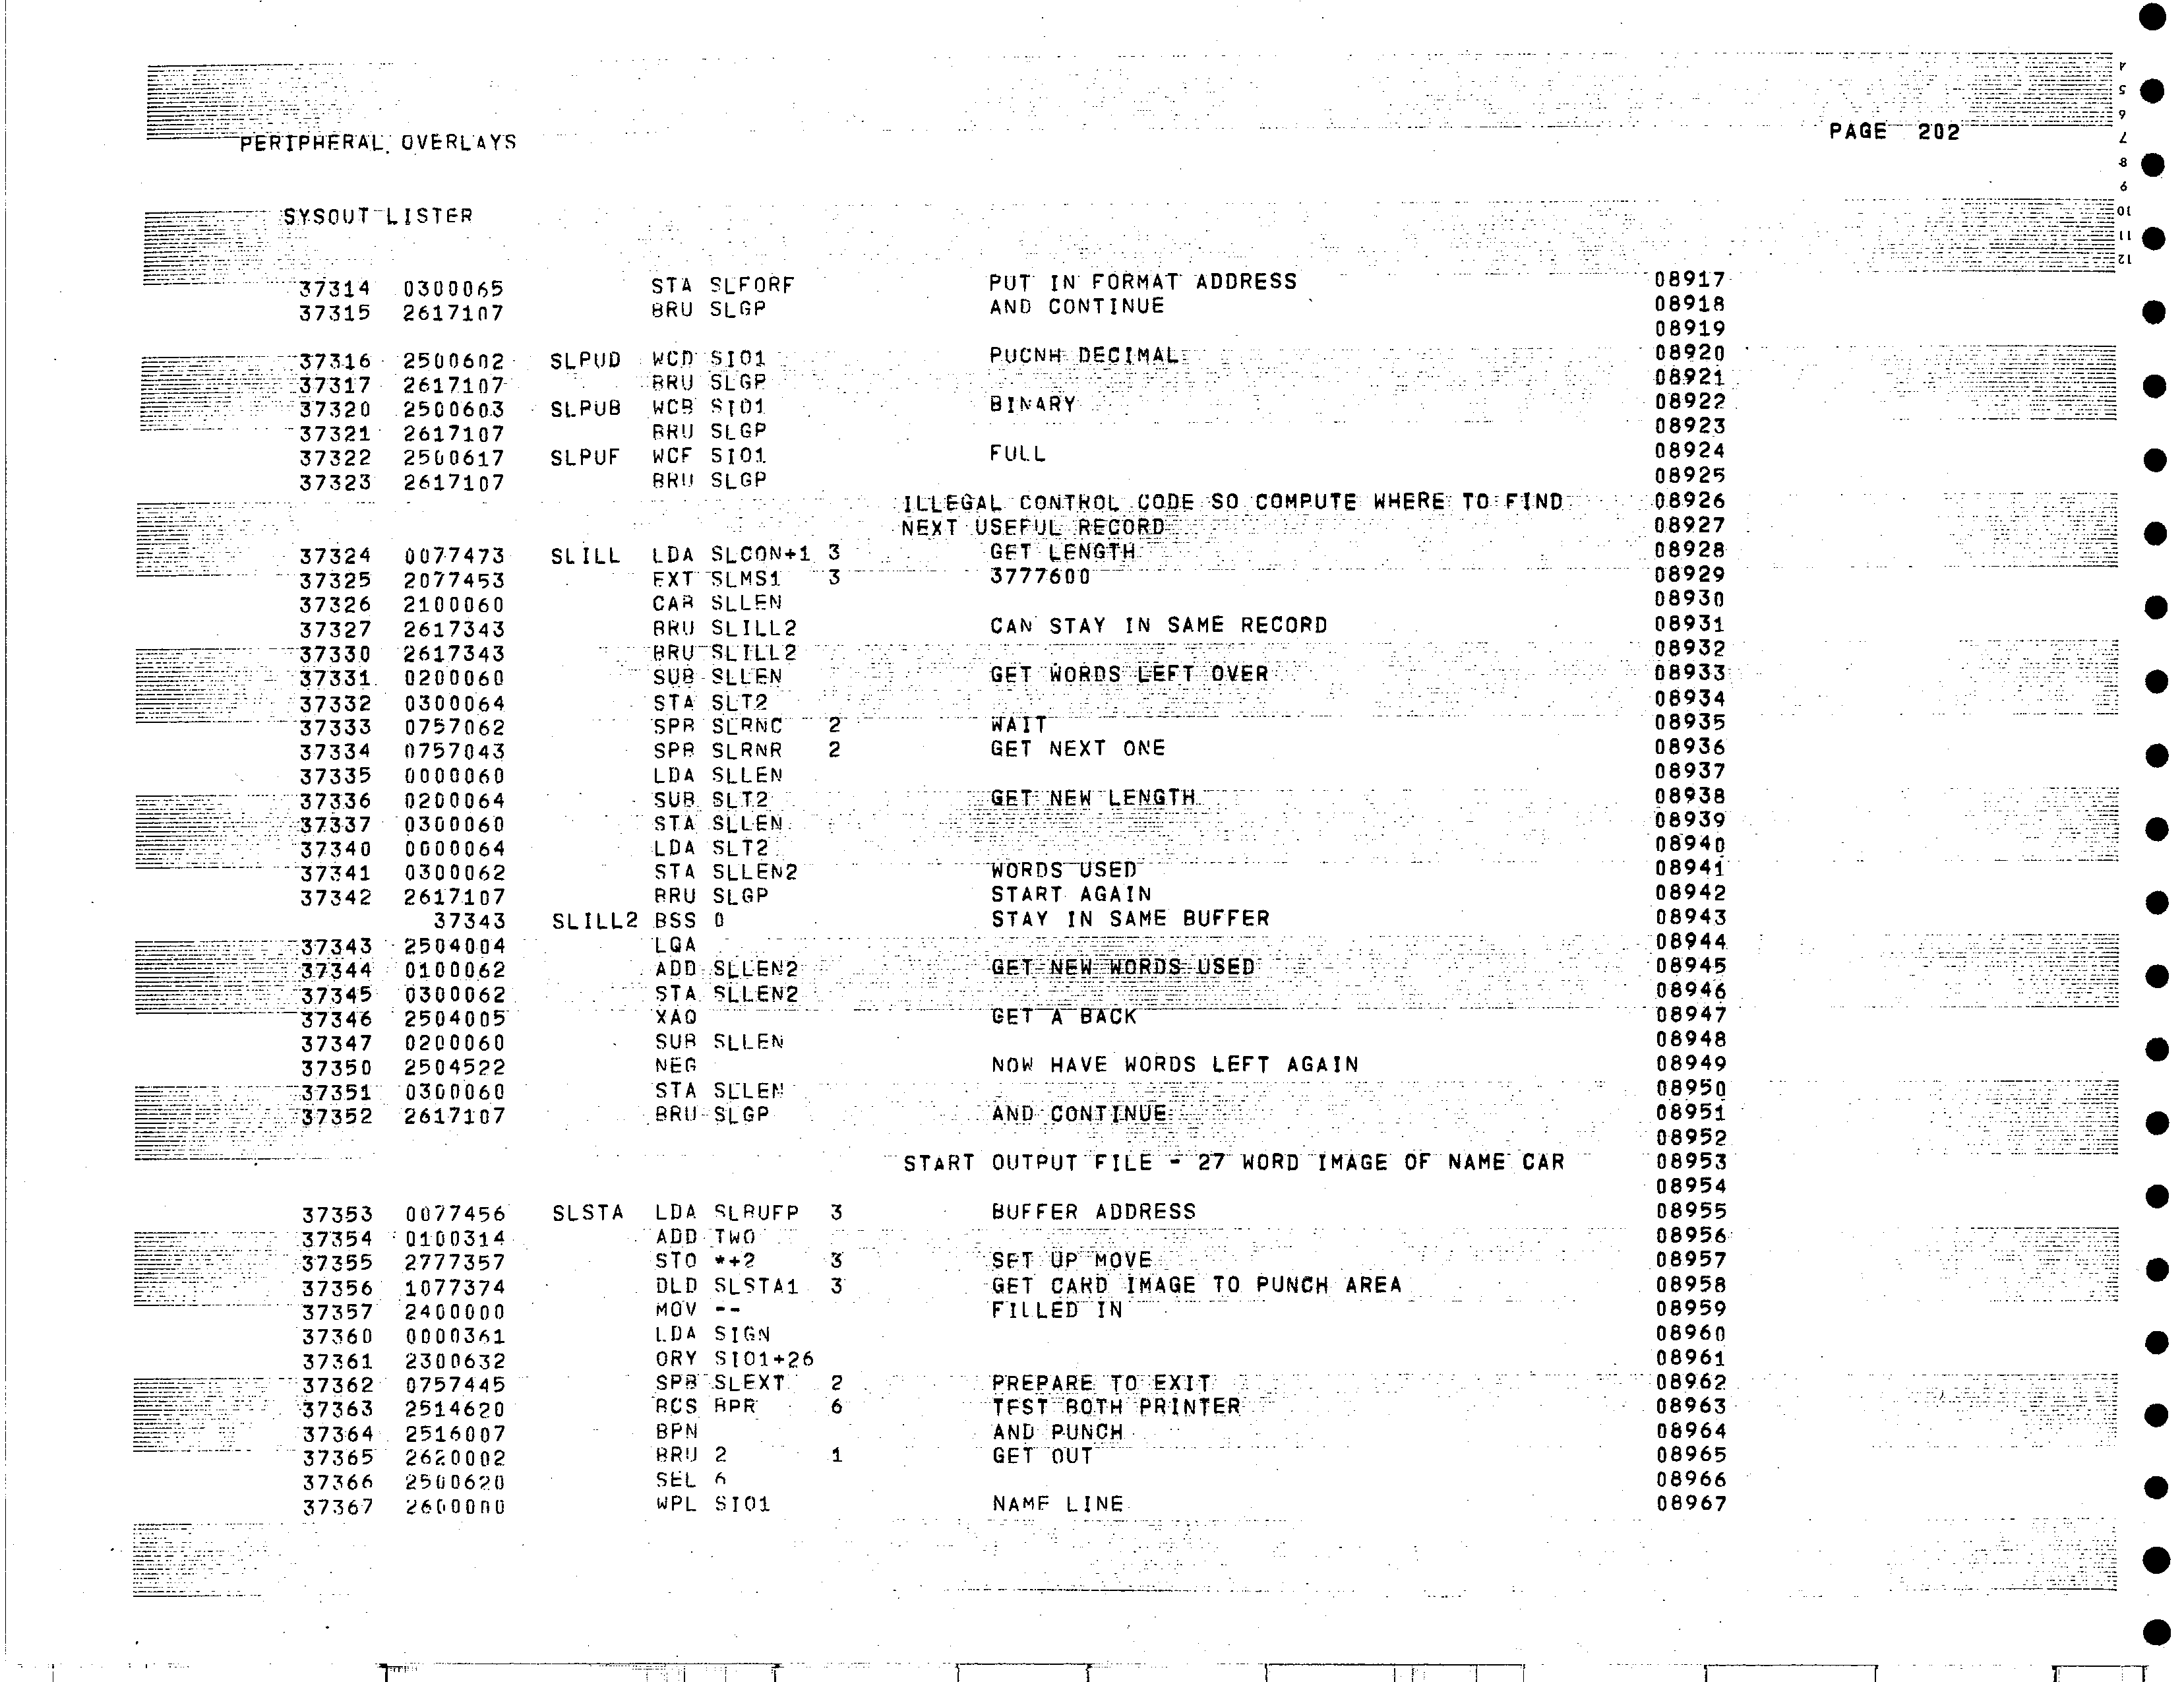 PERIPHERAL OVERLAYS PAGE 202
SYSOUT LISTER
37314 0300065 STA SLFORF PUT IN FORMAT ADDRESS 08917
37315 2617107 BRU SLGP AND CONTINUE 08918
08919
37316 2500602 SLPUD WCD SIO1 PUCNH DECIMAL 08920
37317 2617107 BRU SLGP 08921
37320 2500603 SLPUB WCB SIO1 BINARY 08922
37321 2617107 BRU SLGP 08923
37322 2500617 SLPUF WCF SIO1 FULL 08924
37323 2617107 BRU SLGP 08925
ILLEGAL CONTROL CODE SO COMPUTE WHERE TO FIND 08926
NEXT USEFUL RECORD 08927
37324 0077473 SLILL LDA SLCON+1 3 GET LENGTH 08928
37325 2077453 EXT SLMS1 3 3777600 08929
37326 2100060 CAB SLLEN 08930
37327 2617343 BRU SLILL2 CAN STAY IN SAME RECORD 08931
37330 2617343 BRU SLILL2 08932
37331 0200060 SUB SLLEN GET WORDS LEFT OVER 08933
37332 0300064 STA SLT2 08934
37333 0757062 SPB SLRNC 2 WAIT 08935
37334 0757043 SPB SLRNR 2 GET NEXT ONE 08936
37335 0000060 LDA SLLEN 08937
37336 0200064 SUB SLT2 GET NEW LENGTH 08938
37337 0300060 STA SLLEN 08939
37340 0000064 LDA SLT2 08940
37341 0300062 STA SLLEN2 WORDS USED 08941
37342 2617107 BRU SLGP START AGAIN 08942
37343 SLILL2 BSS 0 STAY IN SAME BUFFER 08943
37343 2504004 LQA 08944
37344 0100062 ADD SLLEN2 GET NEW WORDS USED 08945
37345 0300062 STA SLLEN2 08946
37346 2504005 XAQ GET A BACK 08947
37347 0200060 SUB SLLEN 08948
37350 2504522 NEG NOW HAVE WORDS LEFT AGAIN 08949
37351 0300060 STA SLLEN 08950
37352 2617107 BRU SLGP AND CONTINUE 08951
08952
START OUTPUT FILE - 27 WORD IMAGE OF NAME CAR 08953
08954
37353 0077456 SLSTA LDA SLBUFP 3 BUFFER ADDRESS 08955
37354 0100314 ADD TWO 08956
37355 2777357 STO *+2 3 SET UP MOVE 08957
37356 1077374 DLD SLSTA1 3 GET CARD IMAGE TO PUNCH AREA 08958
37357 2400000 MOV -- FILLED IN 08959
37360 0000361 LDA SIGN 08960
37361 2300632 ORY SIO1+26 08961
37362 0757445 SPB SLEXT 2 PREPARE TO EXIT 08962
37363 2514620 BCS BPR 6 TEST BOTH PRINTER 08963
37364 2516007 BPN AND PUNCH 08964
37365 2620002 BRU 2 1 GET OUT 08965
37366 2500620 SEL 6 08966
37367 2600000 WPL SIO1 NAME LINE 08967
4
5
6
7
8
9
10
11
12